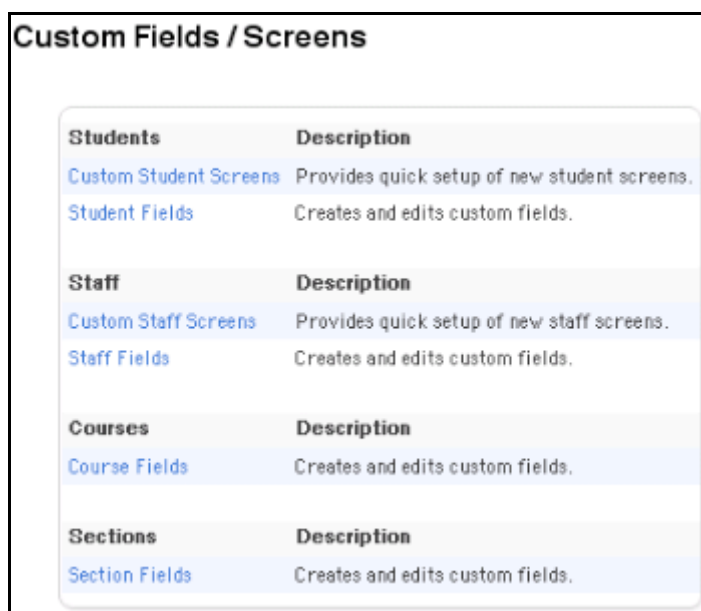 Custom Fields / Screens
Students Description
Custom Student Screens Provides quick setup of new student screens.
Student Fields Creates and edits custom fields.
Staff Description
Custom Staff Screens Provides quick setup of new staff screens.
Staff Fields Creates and edits custom fields.
Courses Description
Course Fields Creates and edits custom fields.
Sections Description
Section Fields Creates and edits custom fields.